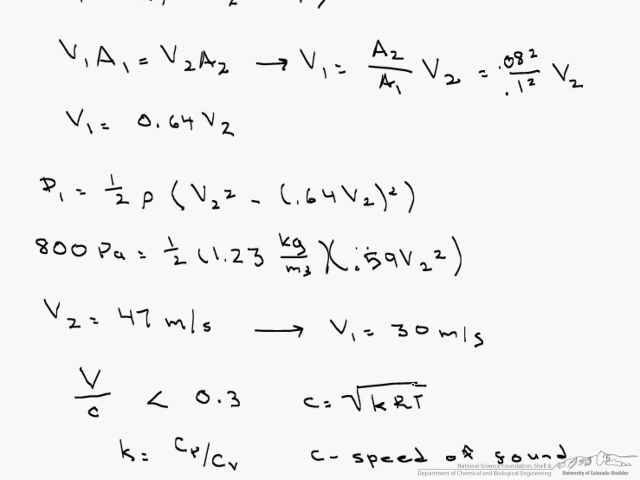 V₁A₁ = V₂A₂ → V₁ = A₂/A₁ V₂ = .08²/.1² V₂
V₁ = 0.64 V₂
P₁ = 1/2 ρ (V₂² - (.64V₂)²)
800 Pa = 1/2 (1.23 kg/m³)(.59V₂²)
V₂ = 47 m/s → V₁ = 30 m/s
V/c < 0.3 c = √kRT
k = Cp/Cv c - speed of sound
National Science Foundation, Shell &
Department of Chemical and Biological Engineering University of Colorado-Boulder